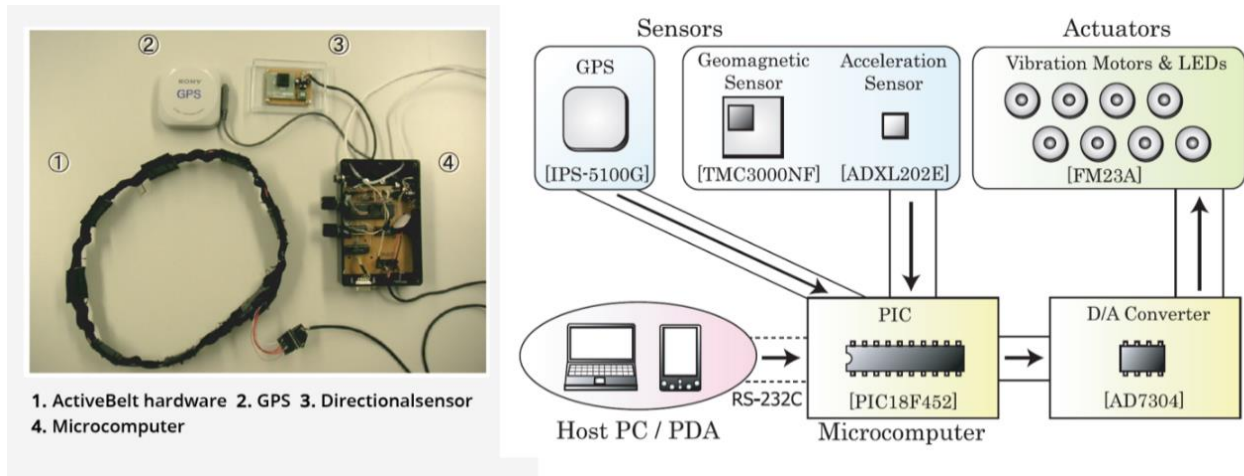 ①
②
③
④
SONY
GPS
1. ActiveBelt hardware 2. GPS 3. Directionalsensor
4. Microcomputer
Sensors
GPS
[IPS-5100G]
Geomagnetic
Sensor
[TMC3000NF]
Acceleration
Sensor
[ADXL202E]
Actuators
Vibration Motors & LEDs
[FM23A]
Host PC / PDA
RS-232C
PIC
[PIC18F452]
Microcomputer
D/A Converter
[AD7304]